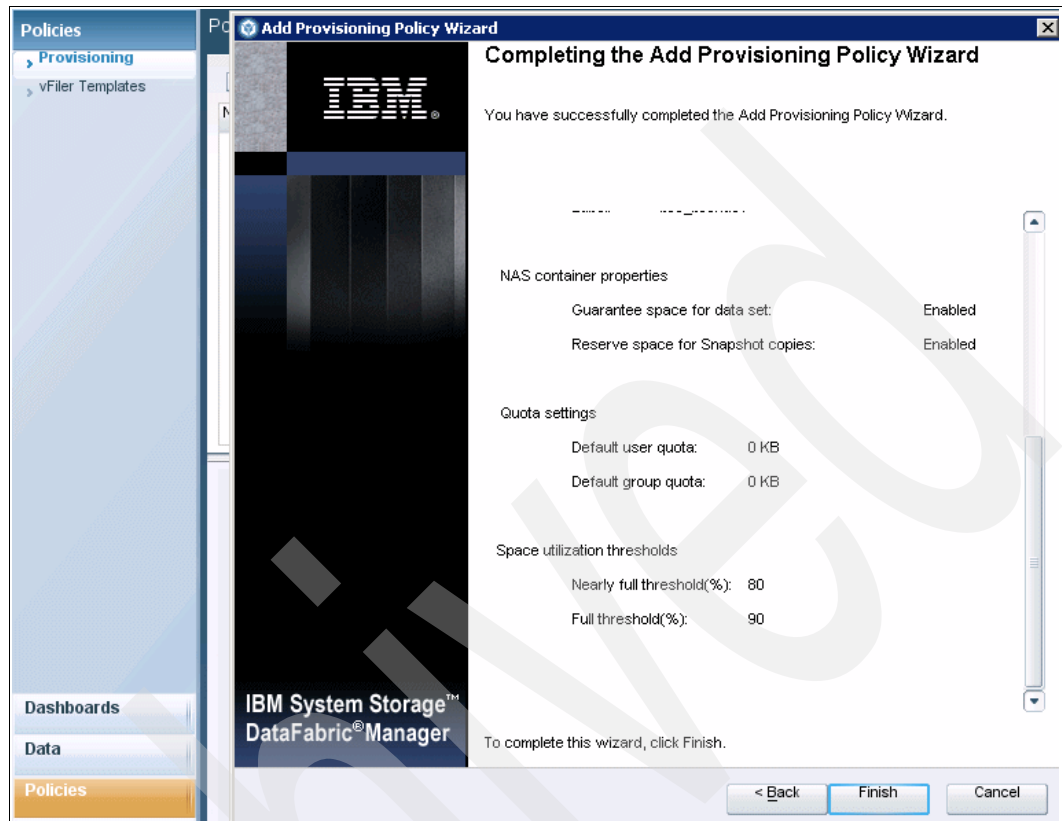 Policies
Provisioning
vFiler Templates
Dashboards
Data
Policies
Add Provisioning Policy Wizard
IBM®
IBM System Storage™
DataFabric®Manager
Completing the Add Provisioning Policy Wizard
You have successfully completed the Add Provisioning Policy Wizard.
NAS container properties
Guarantee space for data set: Enabled
Reserve space for Snapshot copies: Enabled
Quota settings
Default user quota: 0 KB
Default group quota: 0 KB
Space utilization thresholds
Nearly full threshold(%): 80
Full threshold(%): 90
To complete this wizard, click Finish.
< Back Finish Cancel